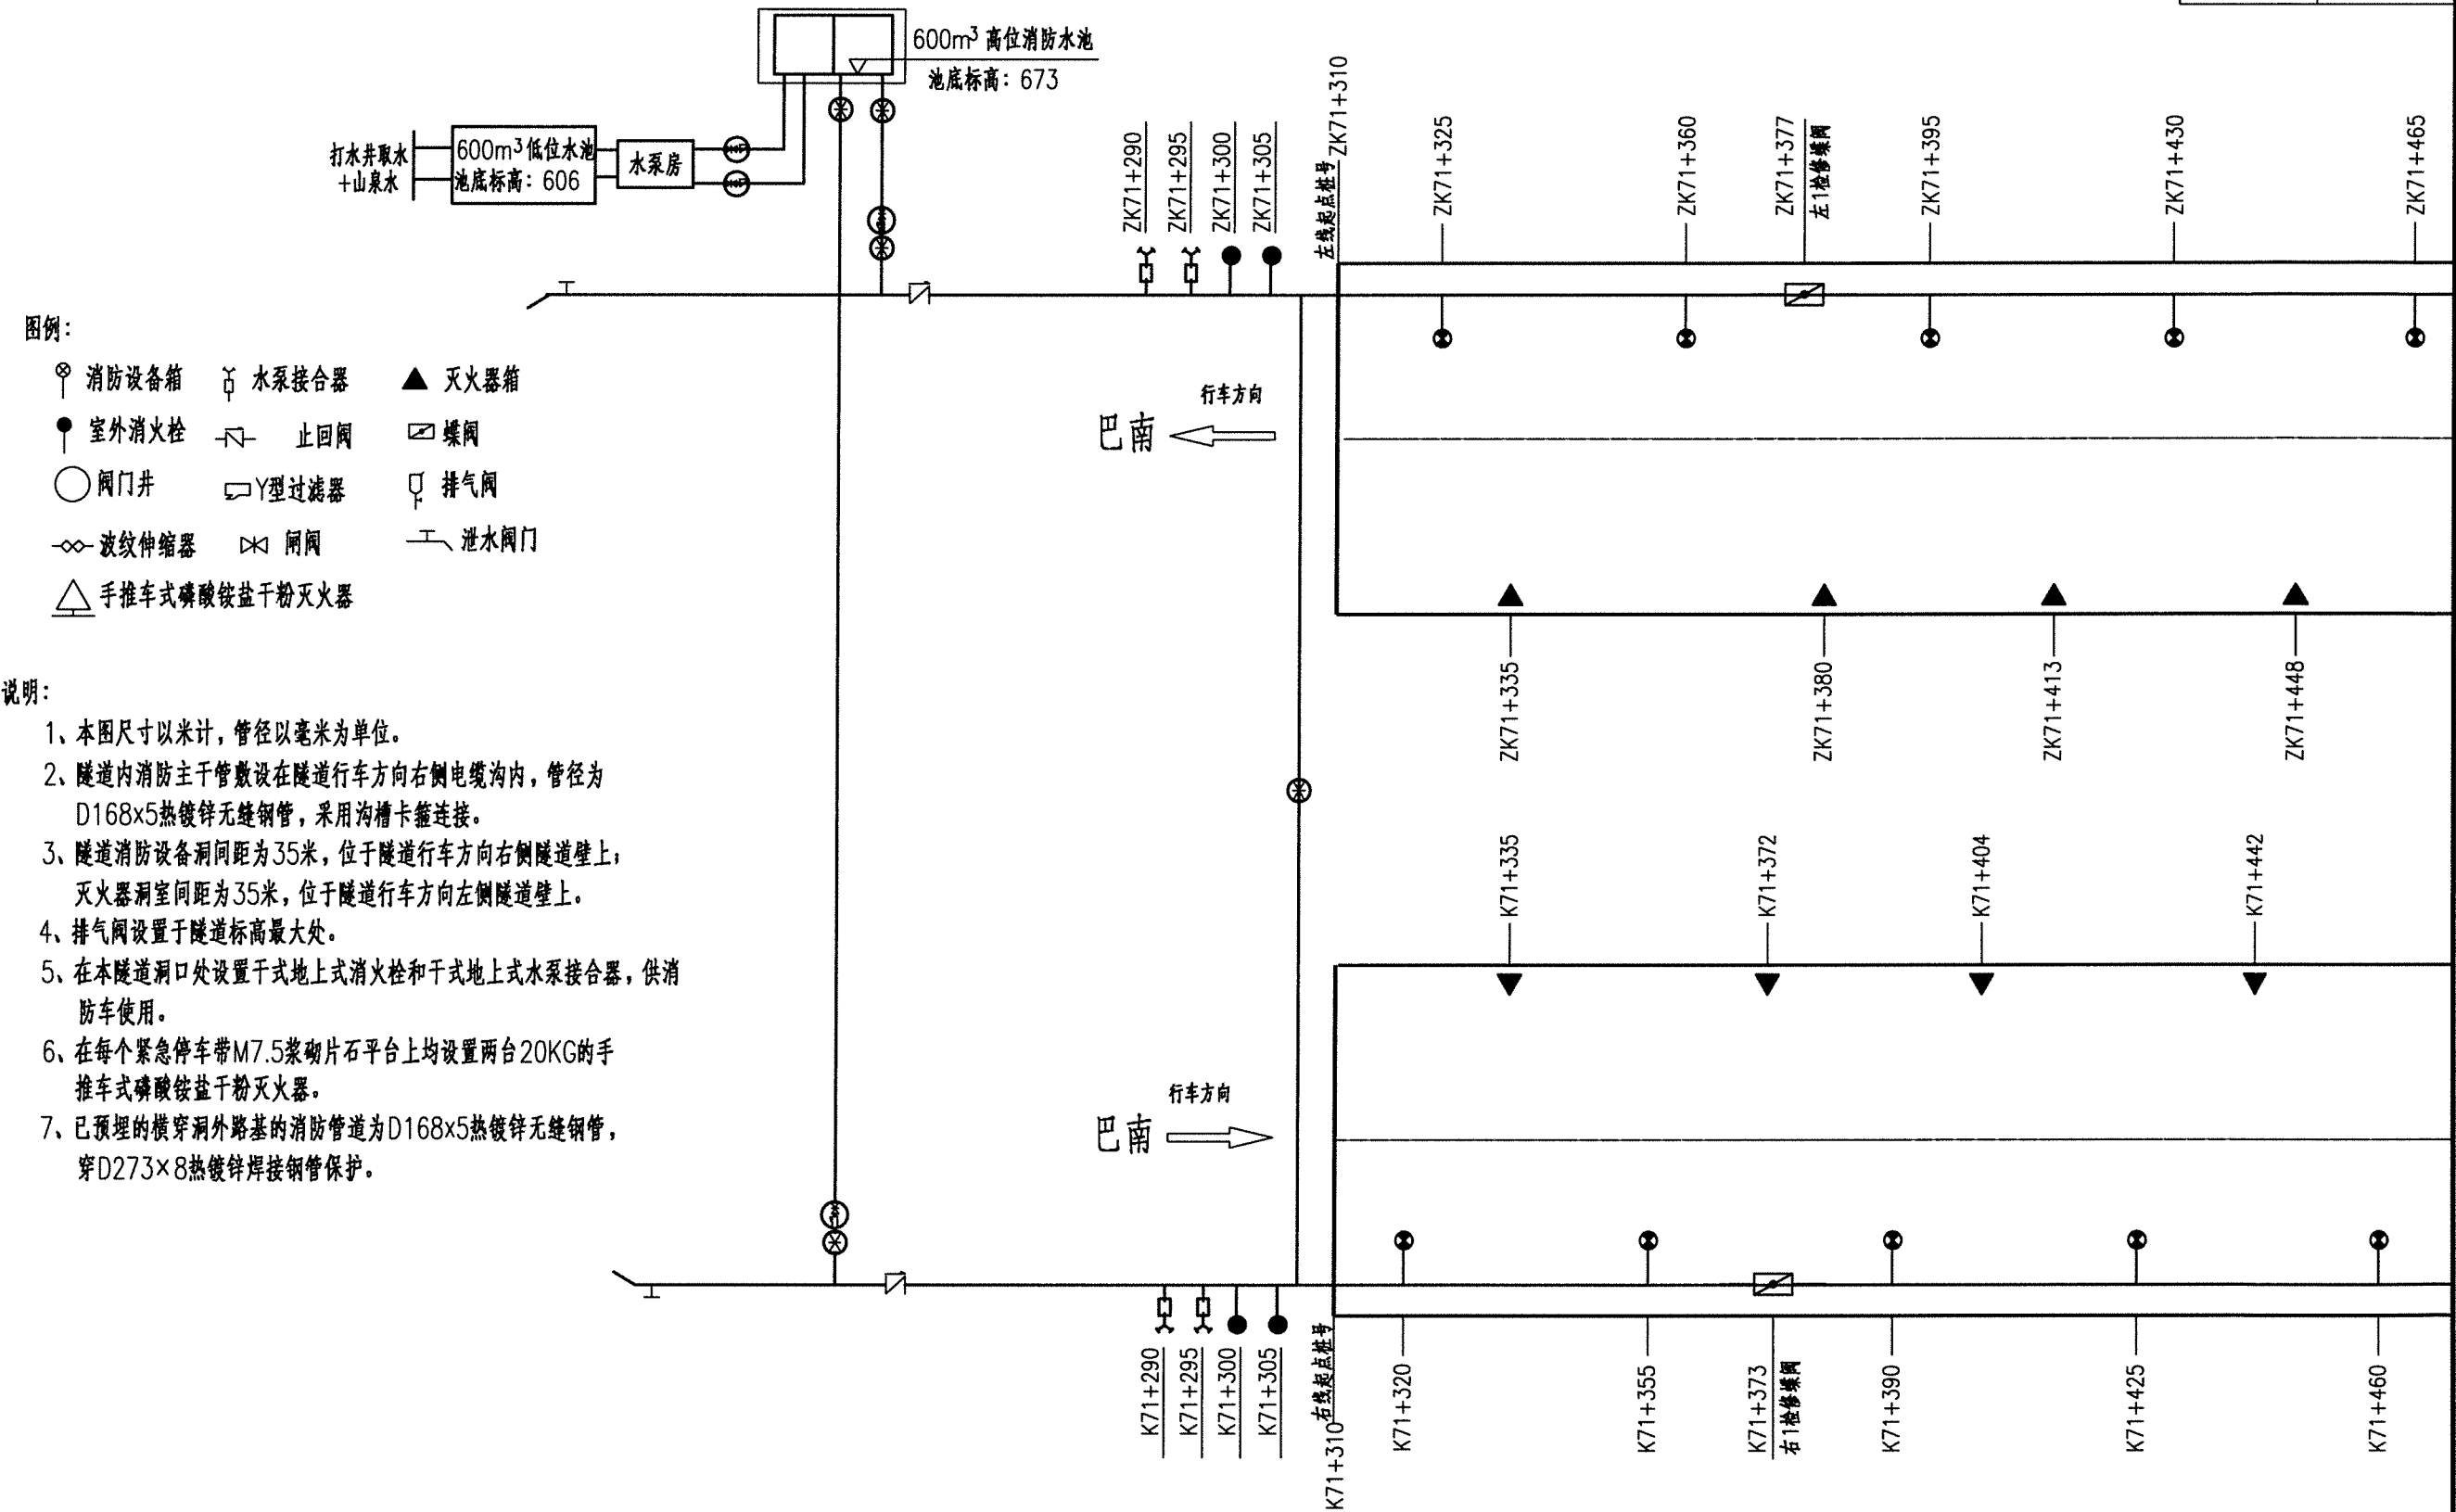 600m³ 高位消防水池
池底标高：673
打水井取水
+山泉水
600m³ 低位水池
池底标高：606
水泵房
ZK71+290
ZK71+295
ZK71+300
ZK71+305
左线起点桩号
ZK71+310
ZK71+325
ZK71+360
ZK71+377
左1检修蝶阀
ZK71+395
ZK71+430
ZK71+465
图例：
消防设备箱
水泵接合器
灭火器箱
室外消火栓
止回阀
蝶阀
阀门井
Y型过滤器
排气阀
波纹伸缩器
闸阀
泄水阀门
手推车式磷酸铵盐干粉灭火器
行车方向
巴南
ZK71+335
ZK71+380
ZK71+413
ZK71+448
说明：
1、本图尺寸以米计，管径以毫米为单位。
2、隧道内消防主干管敷设在隧道行车方向右侧电缆沟内，管径为
D168x5热镀锌无缝钢管，采用沟槽卡箍连接。
3、隧道消防设备洞间距为35米，位于隧道行车方向右侧隧道壁上；
灭火器洞室间距为35米，位于隧道行车方向左侧隧道壁上。
4、排气阀设置于隧道标高最大处。
5、在本隧道洞口处设置干式地上式消火栓和干式地上式水泵接合器，供消
防车使用。
6、在每个紧急停车带M7.5浆砌片石平台上均设置两台20KG的手
推车式磷酸铵盐干粉灭火器。
7、已预埋的横穿洞外路基的消防管道为D168x5热镀锌无缝钢管，
穿D273×8热镀锌焊接钢管保护。
K71+335
K71+372
K71+404
K71+442
行车方向
巴南
K71+290
K71+295
K71+300
K71+305
右线起点桩号
K71+310
K71+320
K71+355
K71+373
右1检修蝶阀
K71+390
K71+425
K71+460